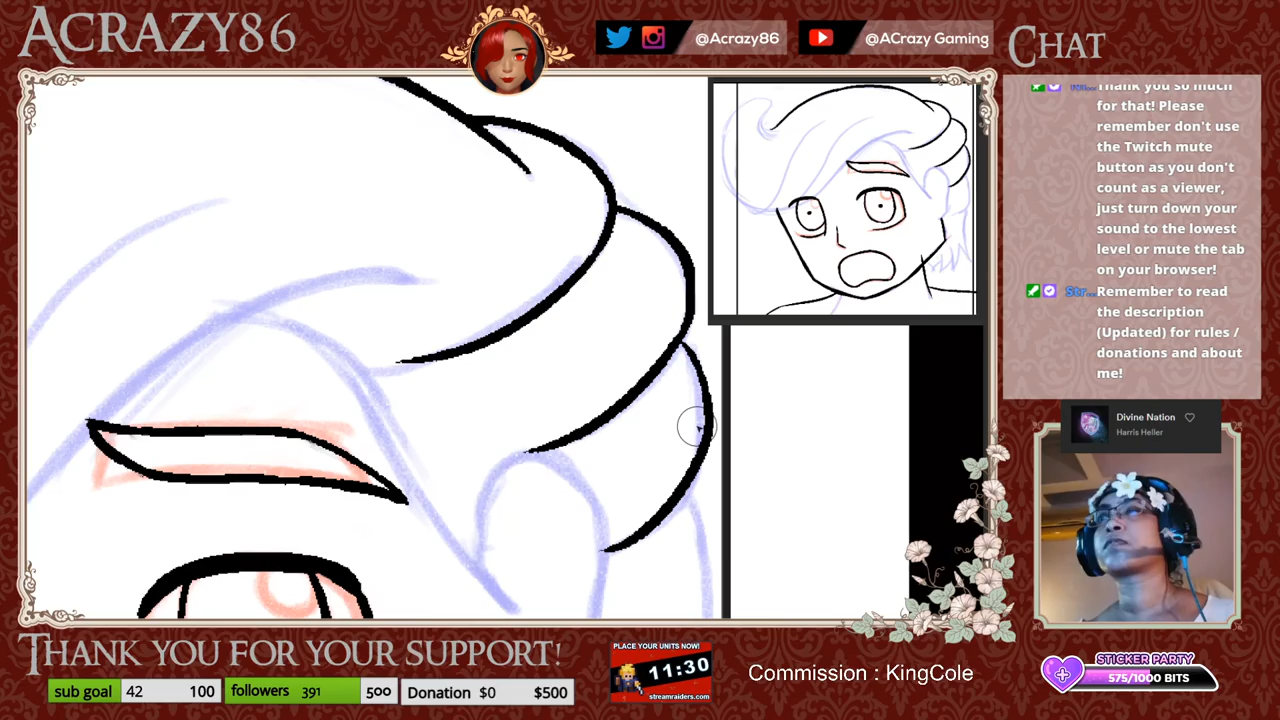 ACRAZY86
@Acrazy86
@ACrazy Gaming
CHAT
Thank you so much
for that! Please
remember don't use
the Twitch mute
button as you don't
count as a viewer,
just turn down your
sound to the lowest
level or mute the tab
on your browser!
Str... Remember to read
the description
(Updated) for rules /
donations and about
me!
Divine Nation
Harris Heller
THANK YOU FOR YOUR SUPPORT!
sub goal 42 100
followers 391 500
Donation $0 $500
PLACE YOUR UNITS NOW!
11:30
streamraiders.com
Commission : KingCole
STICKER PARTY
575/1000 BITS